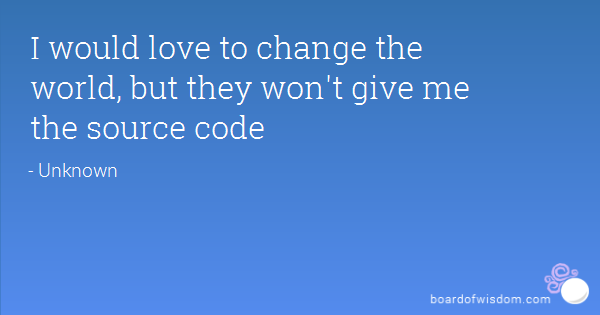 I would love to change the
world, but they won't give me
the source code
- Unknown
boardofwisdom.com